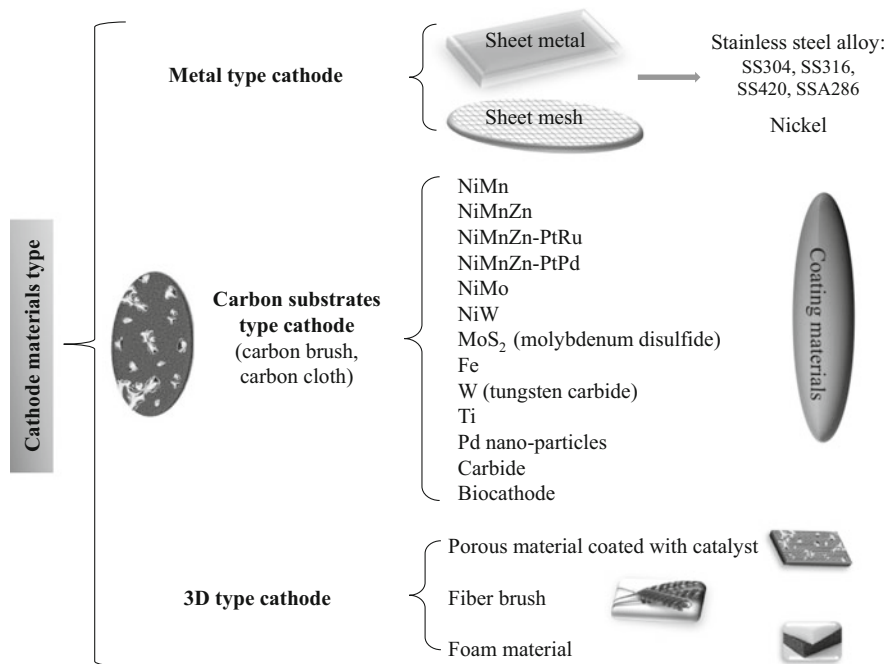 Cathode materials type
Metal type cathode
Sheet metal
Sheet mesh
Stainless steel alloy:
SS304, SS316,
SS420, SSA286
Nickel
Carbon substrates
type cathode
(carbon brush,
carbon cloth)
NiMn
NiMnZn
NiMnZn-PtRu
NiMnZn-PtPd
NiMo
NiW
MoS₂ (molybdenum disulfide)
Fe
W (tungsten carbide)
Ti
Pd nano-particles
Carbide
Biocathode
Coating materials
3D type cathode
Porous material coated with catalyst
Fiber brush
Foam material